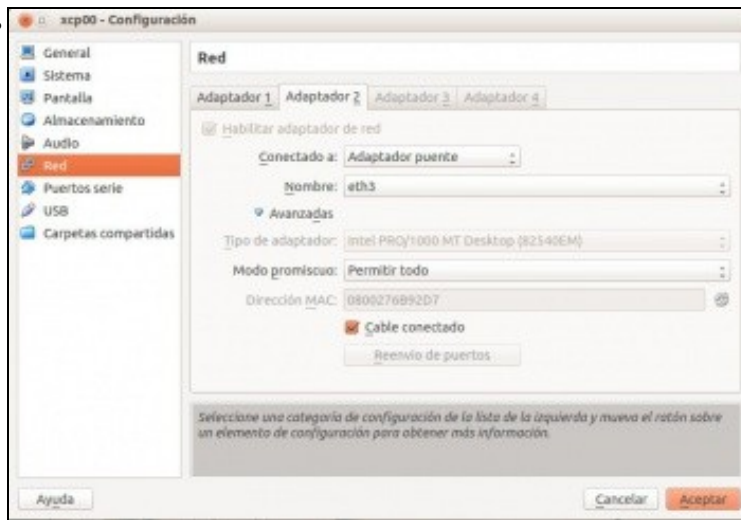 xcp00 - Configuración
General
Sistema
Pantalla
Almacenamiento
Audio
Red
Puertos serie
USB
Carpetas compartidas
Red
Adaptador 1 Adaptador 2 Adaptador 3 Adaptador 4
Habilitar adaptador de red
Conectado a: Adaptador puente
Nombre: eth3
Avanzadas
Tipo de adaptador: Intel PRO/1000 MT Desktop (82540EM)
Modo promiscuo: Permitir todo
Dirección MAC: 0800276B92D7
Cable conectado
Reenvio de puertos
Seleccione una categoría de configuración de la lista de la izquierda y mueva el ratón sobre
un elemento de configuración para obtener más información.
Ayuda Cancelar Aceptar